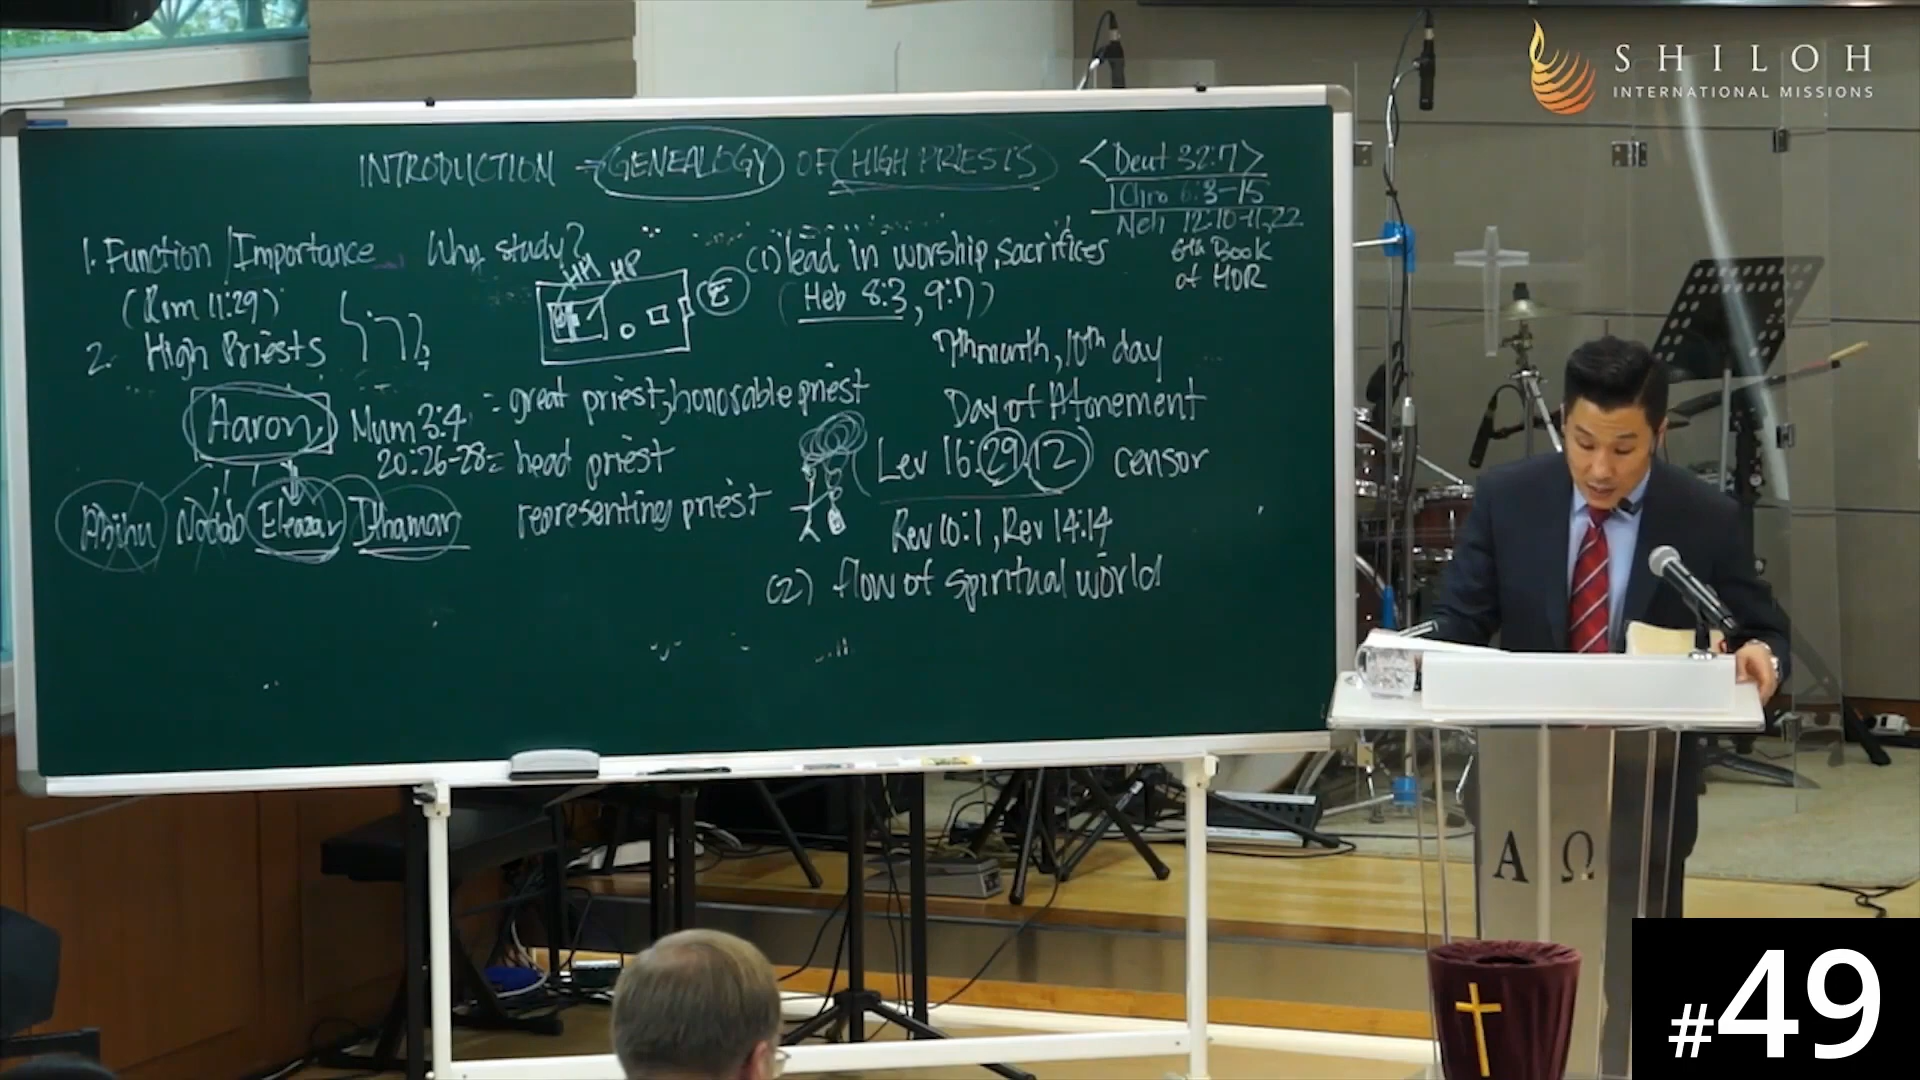 SHILOH
INTERNATIONAL MISSIONS
INTRODUCTION → GENEALOGY OF HIGH PRIESTS
<Deut 32:7>
1 Chro 6:3-15
Neh 12:10-11,22
6th Book
of HOR
1. Function/Importance Why study?
(Rom 11:29)
2. High Priests
HH HP
E
(1) lead in worship, sacrifices
(Heb 8:3, 9:7)
7th month, 10th day
Day of Atonement
Lev 16:29,12 censor
Rev 10:1, Rev 14:14
(2) flow of spiritual world
Aaron
Num 3:4
20:26-28
= great priest, honorable priest
= head priest
representing priest
Abihu Nadab Eleazar Ithamar
A Ω
#49